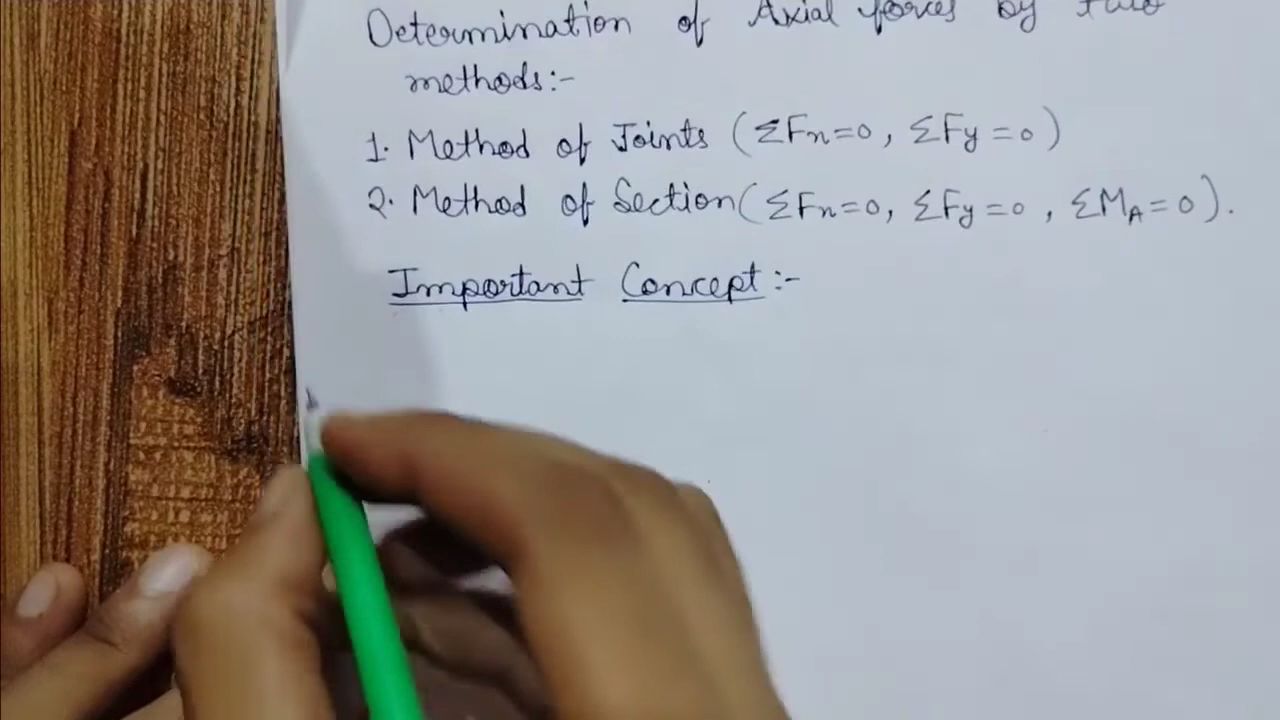 Determination of Axial forces by two
methods:-
1. Method of Joints (ΣFx=0, ΣFy=0)
2. Method of Section (ΣFx=0, ΣFy=0, ΣM_A=0).
Important Concept:-